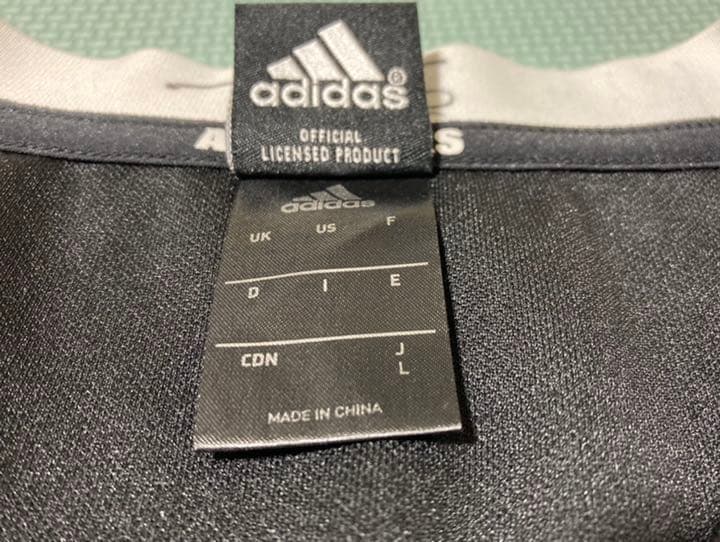 adidas®
OFFICIAL
LICENSED PRODUCT
A S
adidas
UK US F
D I E
CDN J
L
MADE IN CHINA